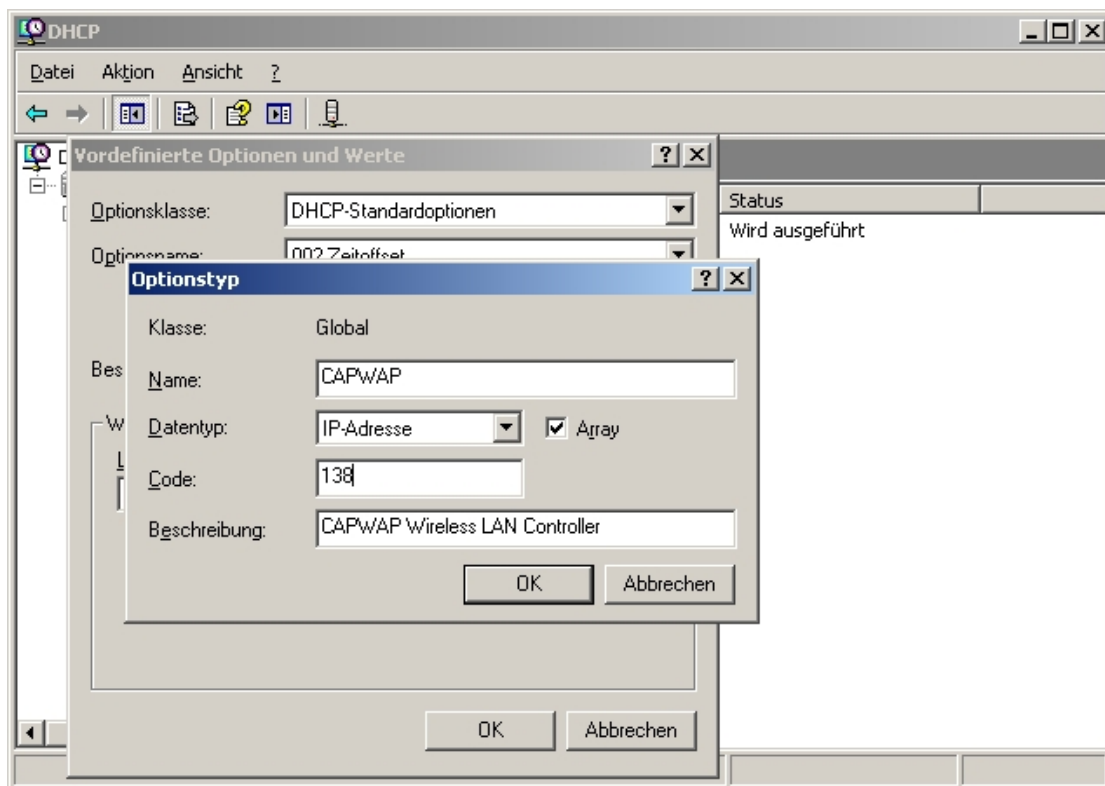 DHCP
Datei Aktion Ansicht ?
Vordefinierte Optionen und Werte
Optionsklasse: DHCP-Standardoptionen
Optionsname: 002 Zeitoffset
Status
Wird ausgeführt
Optionstyp
Klasse: Global
Name: CAPWAP
Datentyp: IP-Adresse Array
Code: 138
Beschreibung: CAPWAP Wireless LAN Controller
OK Abbrechen
OK Abbrechen